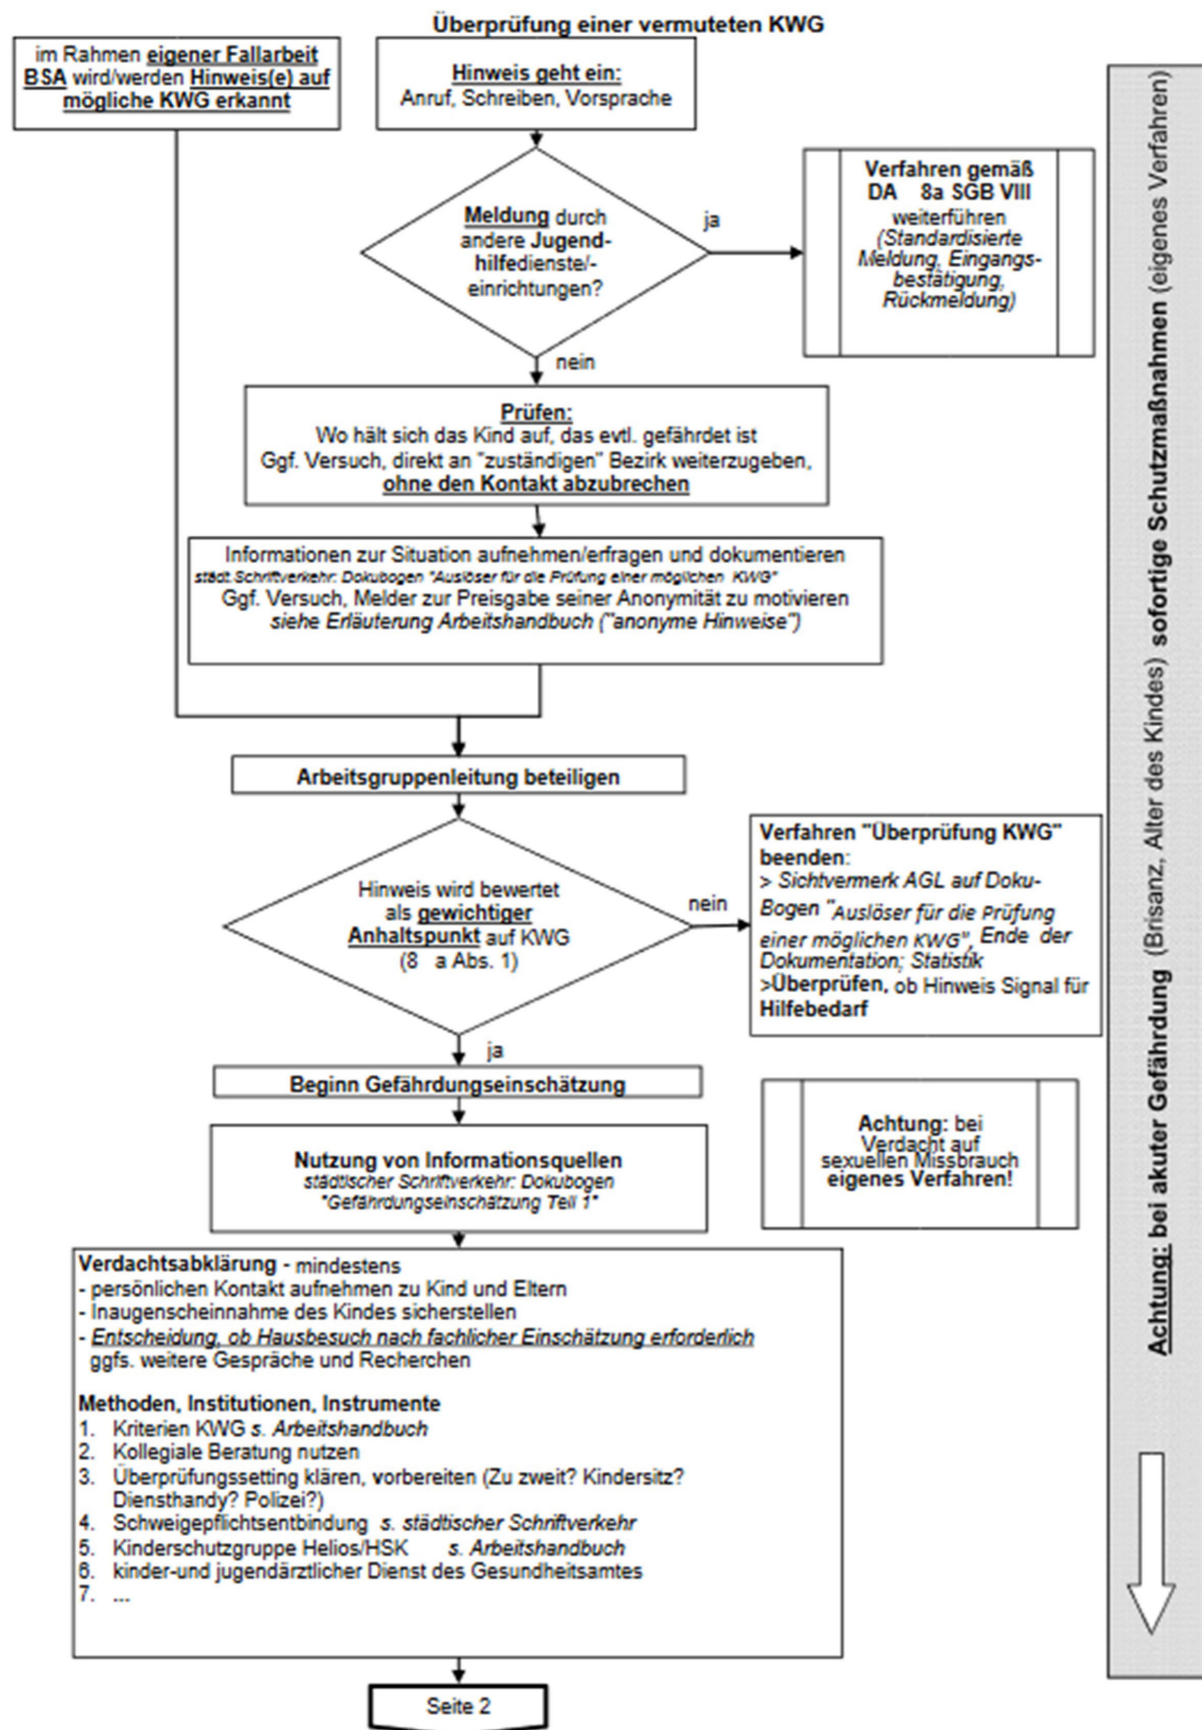 Überprüfung einer vermuteten KWG
im Rahmen eigener Fallarbeit
BSA wird/werden Hinweis(e) auf
mögliche KWG erkannt
Hinweis geht ein:
Anruf, Schreiben, Vorsprache
Meldung durch
andere Jugend-
hilfedienste/-
einrichtungen?
ja
Verfahren gemäß
DA 8a SGB VIII
weiterführen
(Standardisierte
Meldung, Eingangs-
bestätigung,
Rückmeldung)
nein
Prüfen:
Wo hält sich das Kind auf, das evtl. gefährdet ist
Ggf. Versuch, direkt an "zuständigen" Bezirk weiterzugeben,
ohne den Kontakt abzubrechen
Informationen zur Situation aufnehmen/erfragen und dokumentieren
städt.Schriftverkehr: Dokubogen "Auslöser für die Prüfung einer möglichen KWG"
Ggf. Versuch, Melder zur Preisgabe seiner Anonymität zu motivieren
siehe Erläuterung Arbeitshandbuch ("anonyme Hinweise")
Arbeitsgruppenleitung beteiligen
Hinweis wird bewertet
als gewichtiger
Anhaltspunkt auf KWG
(8 a Abs. 1)
nein
Verfahren "Überprüfung KWG"
beenden:
> Sichtvermerk AGL auf Doku-
Bogen "Auslöser für die Prüfung
einer möglichen KWG", Ende der
Dokumentation; Statistik
>Überprüfen, ob Hinweis Signal für
Hilfebedarf
ja
Beginn Gefährdungseinschätzung
Nutzung von Informationsquellen
städtischer Schriftverkehr: Dokubogen
"Gefährdungseinschätzung Teil 1"
Achtung: bei
Verdacht auf
sexuellen Missbrauch
eigenes Verfahren!
Verdachtsabklärung - mindestens
- persönlichen Kontakt aufnehmen zu Kind und Eltern
- Inaugenscheinnahme des Kindes sicherstellen
- Entscheidung, ob Hausbesuch nach fachlicher Einschätzung erforderlich
ggfs. weitere Gespräche und Recherchen
Methoden, Institutionen, Instrumente
1. Kriterien KWG s. Arbeitshandbuch
2. Kollegiale Beratung nutzen
3. Überprüfungssetting klären, vorbereiten (Zu zweit? Kindersitz?
Diensthandy? Polizei?)
4. Schweigepflichtsentbindung s. städtischer Schriftverkehr
5. Kinderschutzgruppe Helios/HSK s. Arbeitshandbuch
6. kinder-und jugendärztlicher Dienst des Gesundheitsamtes
7. ...
Seite 2
Achtung: bei akuter Gefährdung (Brisanz, Alter des Kindes) sofortige Schutzmaßnahmen (eigenes Verfahren)